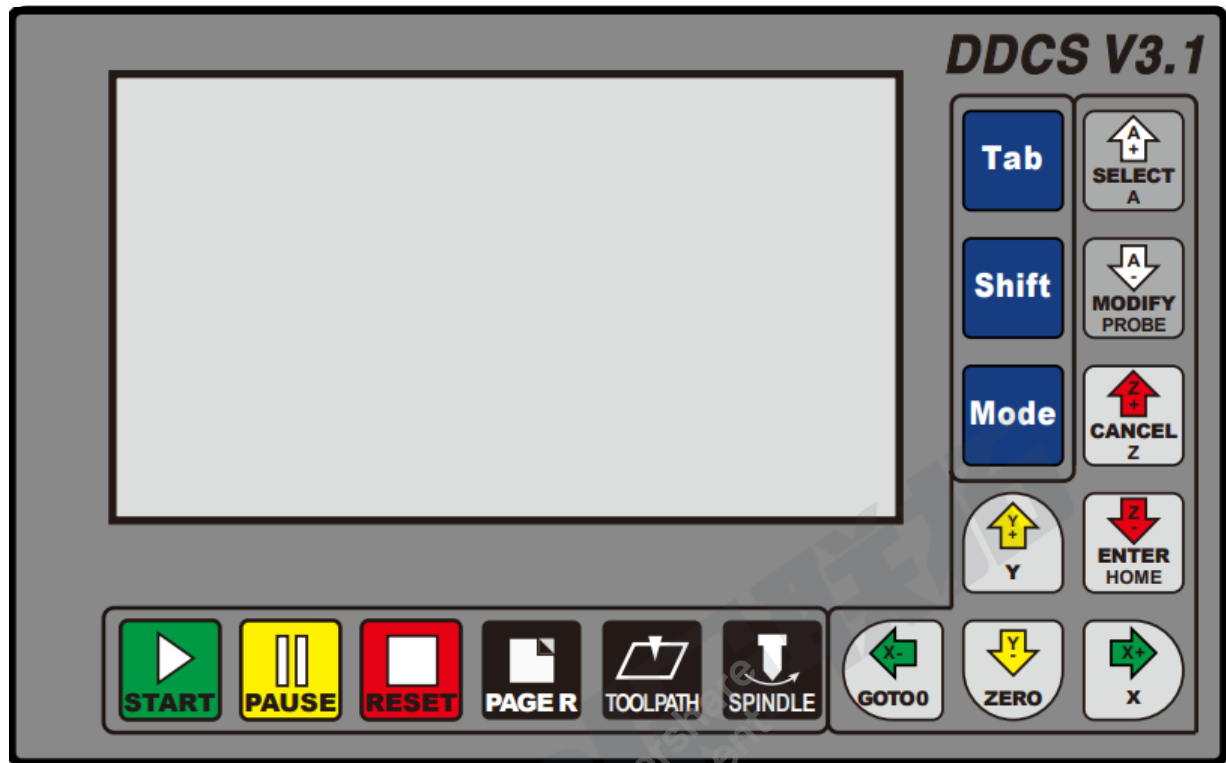 DDCS V3.1
Tab
A
+
SELECT
A
Shift
A
-
MODIFY
PROBE
Mode
Z
+
CANCEL
Z
Y
+
Y
Z
-
ENTER
HOME
START
PAUSE
RESET
PAGE R
TOOLPATH
SPINDLE
X-
GOTO0
Y
-
ZERO
X+
X